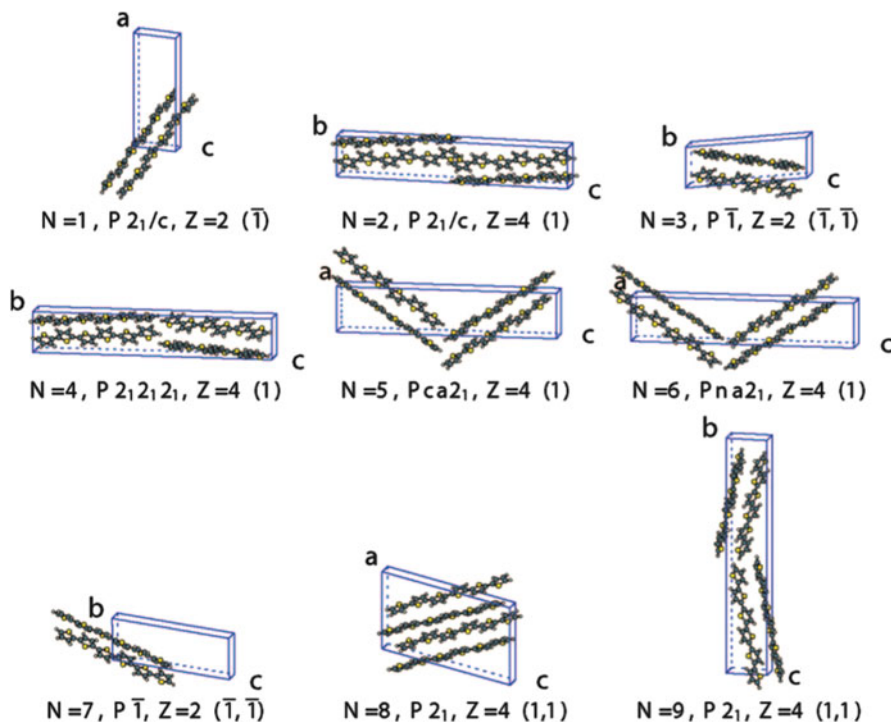 a
c
N =1 , P 2₁/c, Z=2 (1̅)
b
c
N =2 , P 2₁/c, Z=4 (1)
b
c
N =3 , P 1̅, Z=2 (1̅,1̅)
b
c
N =4 , P 2₁2₁2₁ , Z=4 (1)
a
c
N=5 , Pca2₁, Z=4 (1)
a
c
N=6 , Pna2₁, Z=4 (1)
b
c
N=7 , P 1̅, Z=2 (1̅,1̅)
a
c
N=8 , P 2₁, Z=4 (1,1)
b
c
N=9 , P 2₁, Z=4 (1,1)